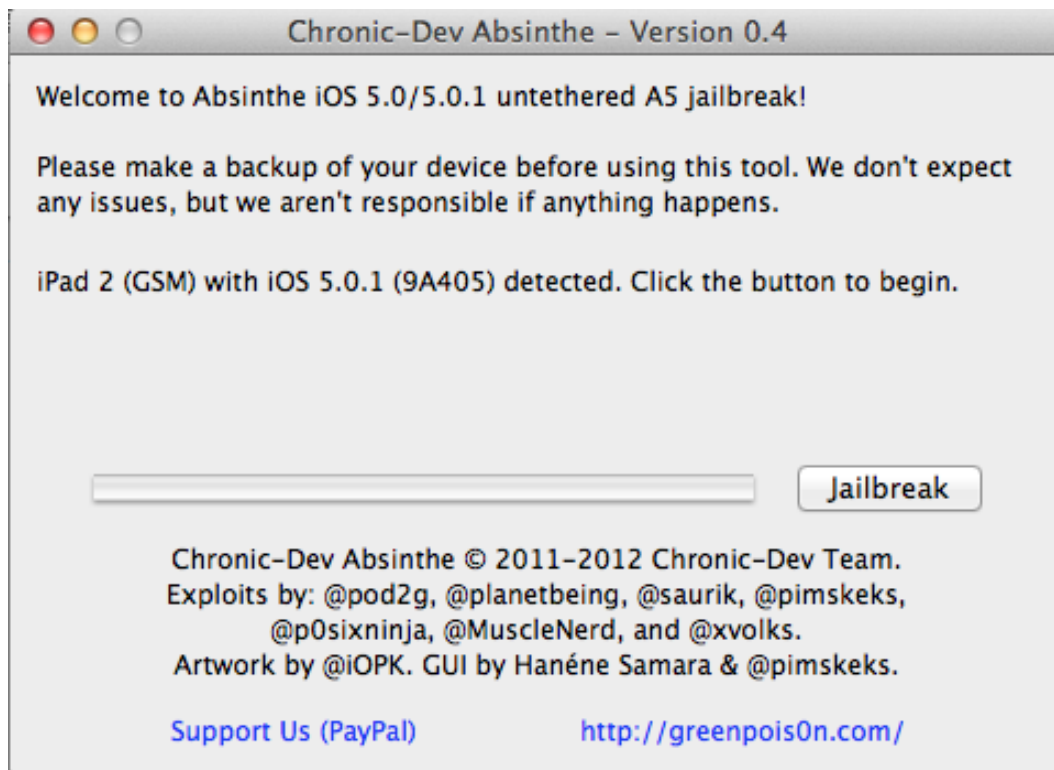 Chronic-Dev Absinthe – Version 0.4
Welcome to Absinthe iOS 5.0/5.0.1 untethered A5 jailbreak!
Please make a backup of your device before using this tool. We don't expect
any issues, but we aren't responsible if anything happens.
iPad 2 (GSM) with iOS 5.0.1 (9A405) detected. Click the button to begin.
Jailbreak
Chronic-Dev Absinthe © 2011-2012 Chronic-Dev Team.
Exploits by: @pod2g, @planetbeing, @saurik, @pimskeks,
@p0sixninja, @MuscleNerd, and @xvolks.
Artwork by @iOPK. GUI by Hanéne Samara & @pimskeks.
Support Us (PayPal) http://greenpois0n.com/